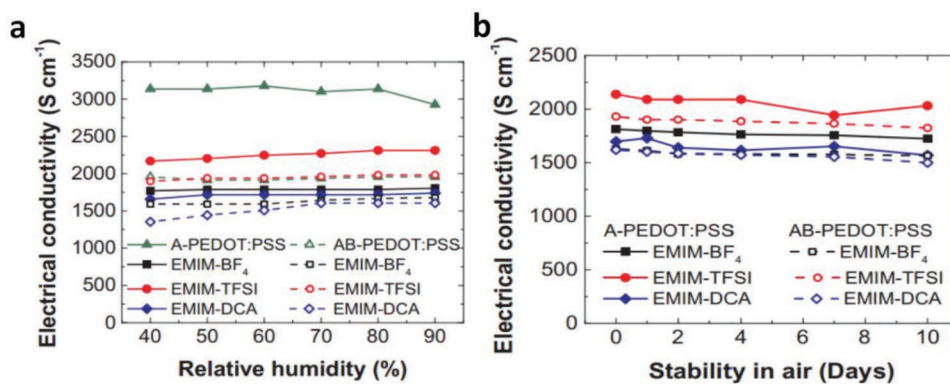 a
Electrical conductivity (S cm⁻¹)
3500
3000
2500
2000
1500
1000
500
0
A-PEDOT:PSS AB-PEDOT:PSS
EMIM-BF₄ EMIM-BF₄
EMIM-TFSI EMIM-TFSI
EMIM-DCA EMIM-DCA
40 50 60 70 80 90
Relative humidity (%)
b
Electrical conductivity (S cm⁻¹)
2500
2000
1500
1000
500
0
A-PEDOT:PSS AB-PEDOT:PSS
EMIM-BF₄ EMIM-BF₄
EMIM-TFSI EMIM-TFSI
EMIM-DCA EMIM-DCA
0 2 4 6 8 10
Stability in air (Days)